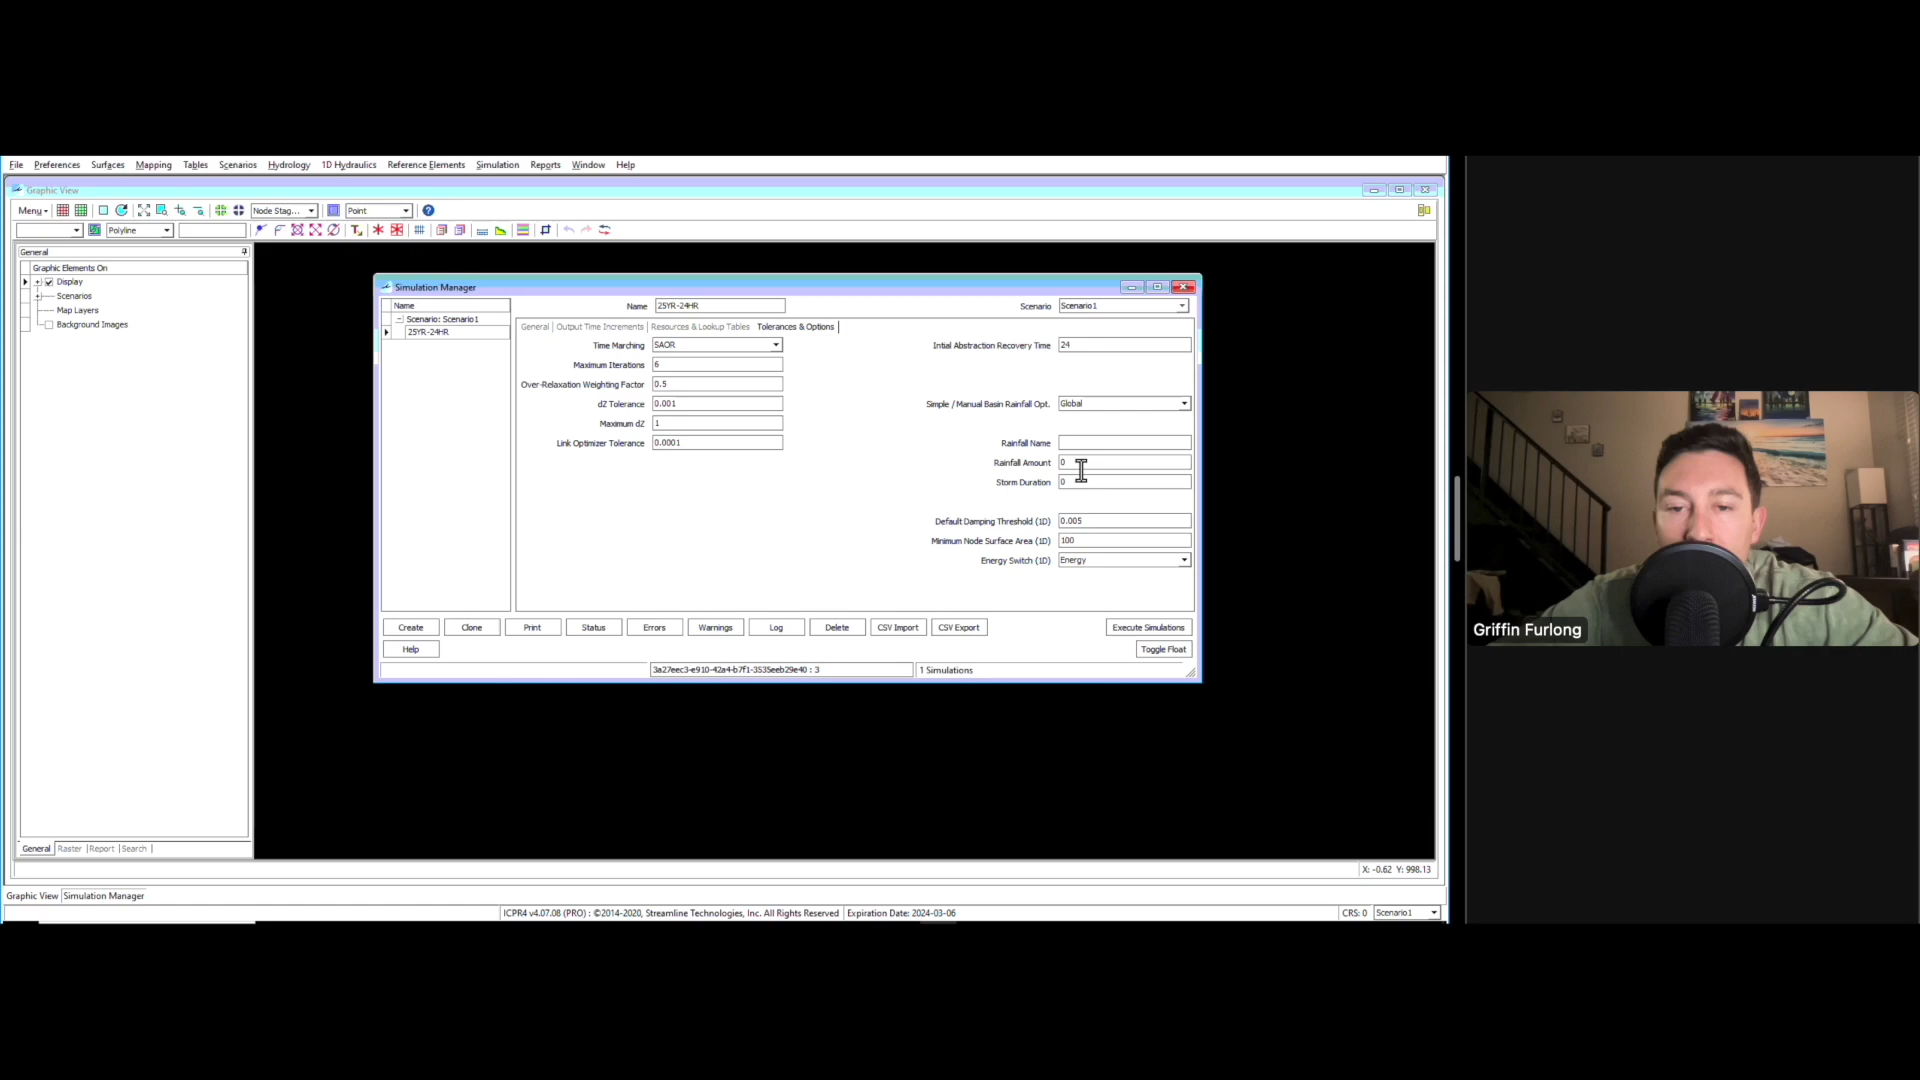 File Preferences Surfaces Mapping Tables Scenarios Hydrology 1D Hydraulics Reference Elements Simulation Reports Window Help
Graphic View
Menu Node Stag... Point
Polyline
General
Graphic Elements On
Display
Scenarios
Map Layers
Background Images
Simulation Manager
Name
Scenario: Scenario1
25YR-24HR
Name 25YR-24HR Scenario Scenario1
General Output Time Increments Resources & Lookup Tables Tolerances & Options
Time Marching SAOR
Maximum Iterations 6
Over-Relaxation Weighting Factor 0.5
dZ Tolerance 0.001
Maximum dZ 1
Link Optimizer Tolerance 0.0001
Intial Abstraction Recovery Time 24
Simple / Manual Basin Rainfall Opt. Global
Rainfall Name
Rainfall Amount 0
Storm Duration 0
Default Damping Threshold (1D) 0.005
Minimum Node Surface Area (1D) 100
Energy Switch (1D) Energy
Create Clone Print Status Errors Warnings Log Delete CSV Import CSV Export Execute Simulations
Help Toggle Float
3a27eec3-e910-42a4-b7f1-3535eeb29e40 : 3 1 Simulations
Griffin Furlong
General Raster Report Search
X: -0.62 Y: 998.13
Graphic View Simulation Manager
ICPR4 v4.07.08 (PRO) : ©2014-2020, Streamline Technologies, Inc. All Rights Reserved Expiration Date: 2024-03-06 CRS: 0 Scenario1